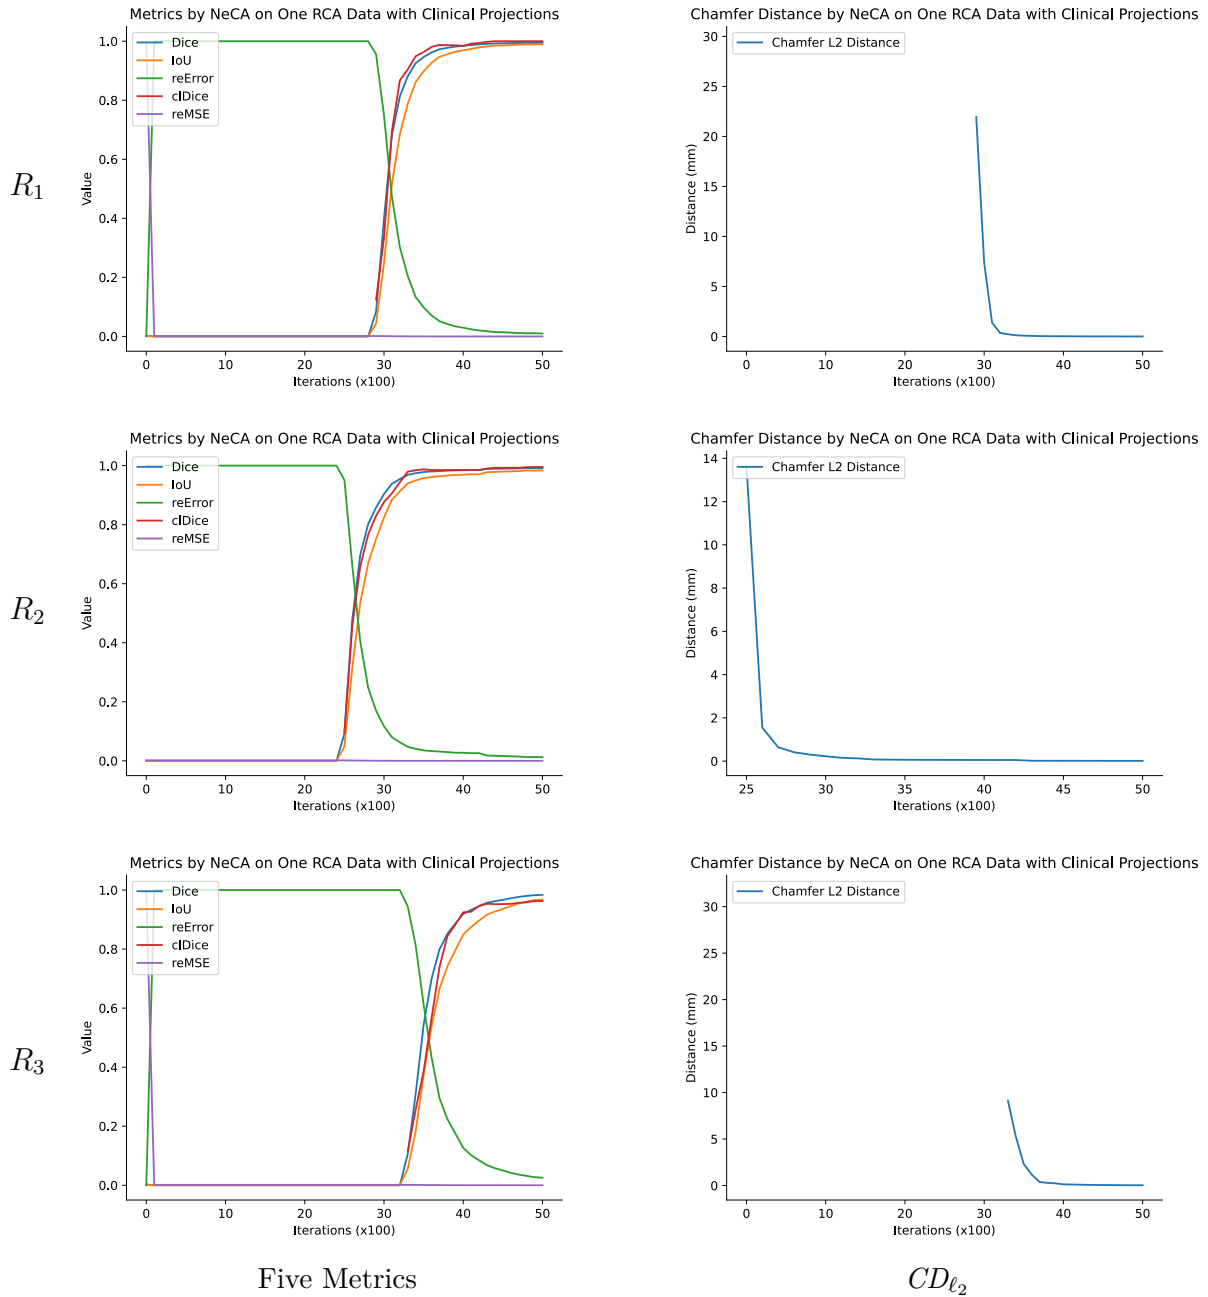 Metrics by NeCA on One RCA Data with Clinical Projections
Chamfer Distance by NeCA on One RCA Data with Clinical Projections
R1
Value
1.0
0.8
0.6
0.4
0.2
0.0
Dice
IoU
reError
clDice
reMSE
0 10 20 30 40 50
Iterations (x100)
Distance (mm)
30
25
20
15
10
5
0
Chamfer L2 Distance
0 10 20 30 40 50
Iterations (x100)
Metrics by NeCA on One RCA Data with Clinical Projections
Chamfer Distance by NeCA on One RCA Data with Clinical Projections
R2
Value
1.0
0.8
0.6
0.4
0.2
0.0
Dice
IoU
reError
clDice
reMSE
0 10 20 30 40 50
Iterations (x100)
Distance (mm)
14
12
10
8
6
4
2
0
Chamfer L2 Distance
25 30 35 40 45 50
Iterations (x100)
Metrics by NeCA on One RCA Data with Clinical Projections
Chamfer Distance by NeCA on One RCA Data with Clinical Projections
R3
Value
1.0
0.8
0.6
0.4
0.2
0.0
Dice
IoU
reError
clDice
reMSE
0 10 20 30 40 50
Iterations (x100)
Distance (mm)
30
25
20
15
10
5
0
Chamfer L2 Distance
0 10 20 30 40 50
Iterations (x100)
Five Metrics
CDℓ2